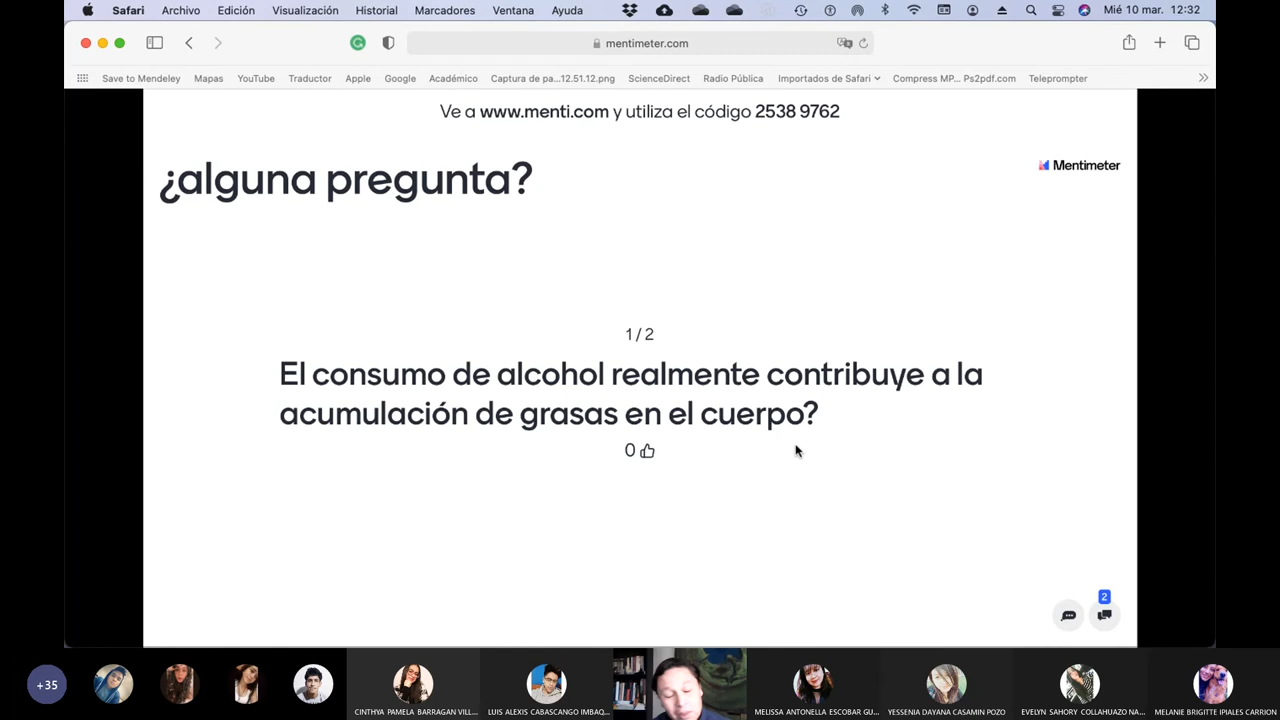 Safari Archivo Edición Visualización Historial Marcadores Ventana Ayuda Mié 10 mar. 12:32
mentimeter.com
Save to Mendeley Mapas YouTube Traductor Apple Google Académico Captura de pa...12.51.12.png ScienceDirect Radio Pública Importados de Safari Compress MP... Ps2pdf.com Teleprompter
Ve a www.menti.com y utiliza el código 2538 9762
¿alguna pregunta?
Mentimeter
1 / 2
El consumo de alcohol realmente contribuye a la
acumulación de grasas en el cuerpo?
0
2
+35
CINTHYA PAMELA BARRAGAN VILL... LUIS ALEXIS CABASCANGO IMBAQ... MELISSA ANTONELLA ESCOBAR GU... YESSENIA DAYANA CASAMIN POZO EVELYN SAHORY COLLAHUAZO NA... MELANIE BRIGITTE IPIALES CARRION